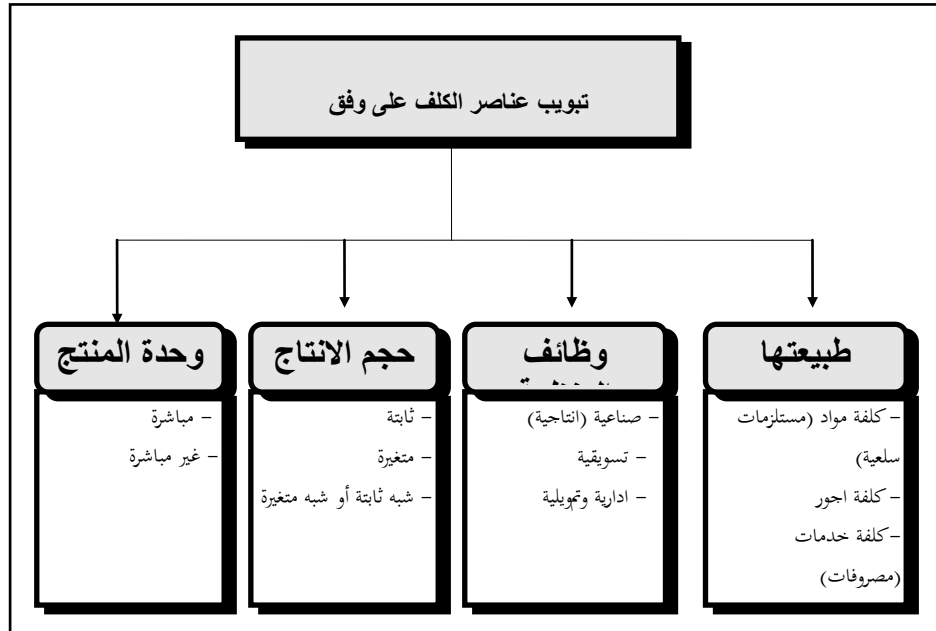 تبويب عناصر الكلف على وفق
طبيعتها
- كلفة مواد (مستلزمات
سلعية)
- كلفة اجور
- كلفة خدمات
(مصروفات)
وظائف
- صناعية (انتاجية)
- تسويقية
- ادارية وتمويلية
حجم الانتاج
- ثابتة
- متغيرة
- شبه ثابتة أو شبه متغيرة
وحدة المنتج
- مباشرة
- غير مباشرة